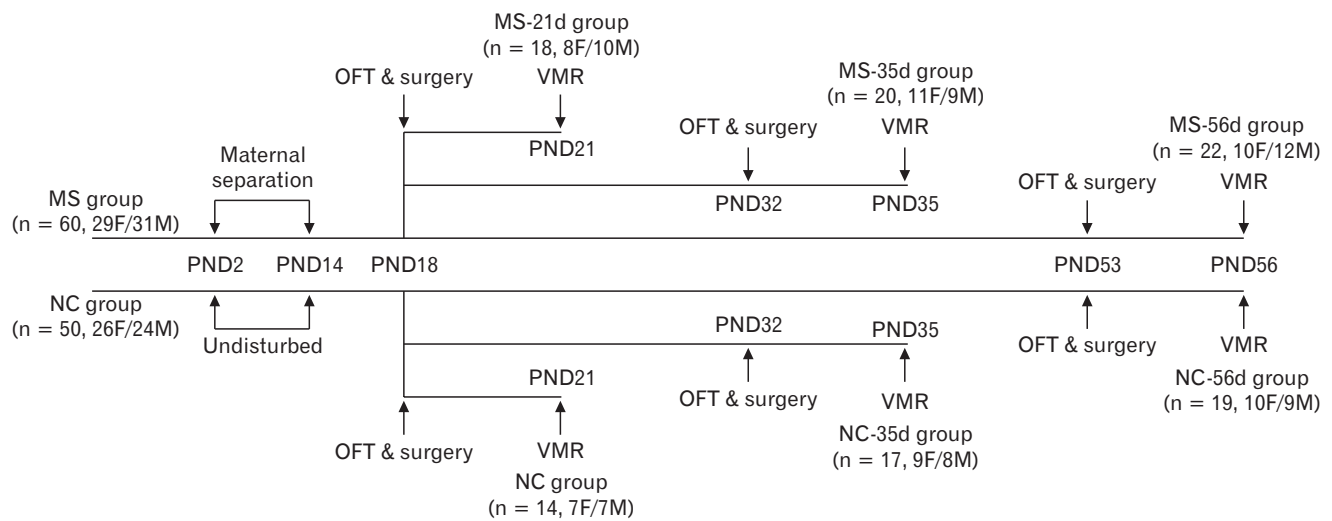 MS-21d group
(n = 18, 8F/10M)
OFT & surgery
VMR
PND21
MS-35d group
(n = 20, 11F/9M)
OFT & surgery
VMR
PND32
PND35
MS-56d group
(n = 22, 10F/12M)
OFT & surgery
VMR
Maternal
separation
MS group
(n = 60, 29F/31M)
PND2
PND14
PND18
PND53
PND56
NC group
(n = 50, 26F/24M)
Undisturbed
PND32
PND35
OFT & surgery
VMR
NC-56d group
(n = 19, 10F/9M)
PND21
OFT & surgery
VMR
NC-35d group
(n = 17, 9F/8M)
OFT & surgery
VMR
NC group
(n = 14, 7F/7M)